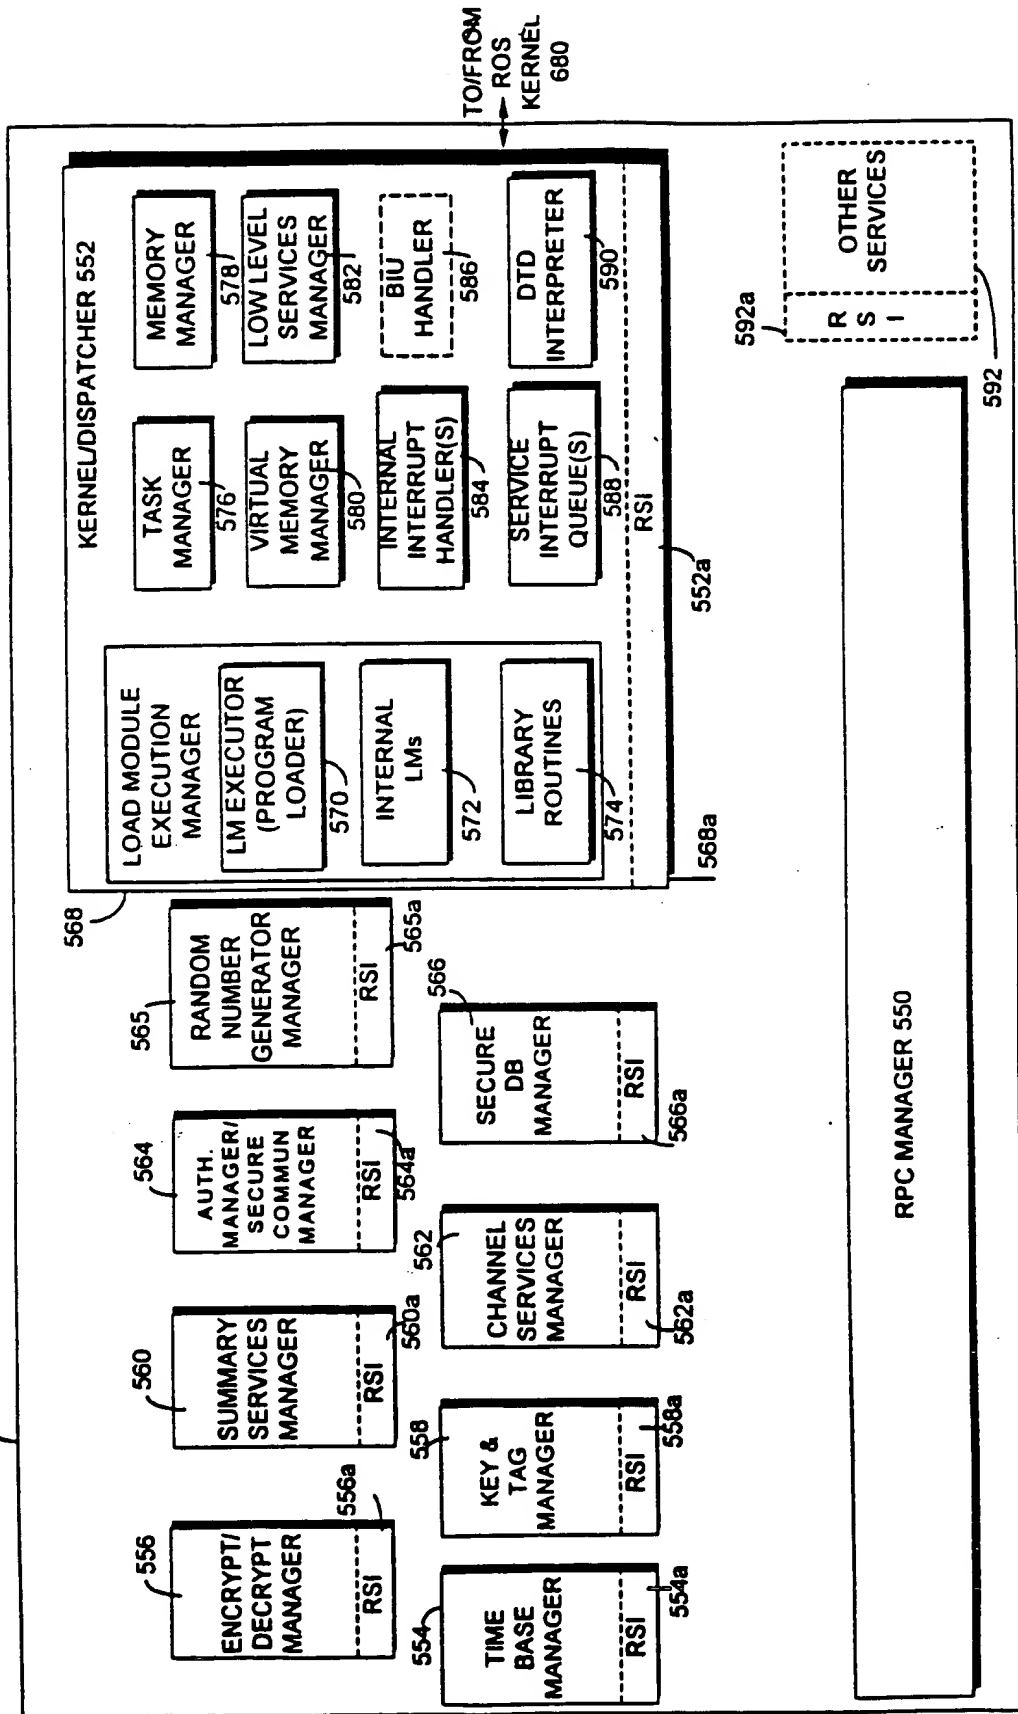 TO/FROM
ROS
KERNEL
680
KERNEL/DISPATCHER 552
568
LOAD MODULE
EXECUTION
MANAGER
LM EXECUTOR
(PROGRAM
LOADER)
570
INTERNAL
LMs
572
LIBRARY
ROUTINES
574
568a
TASK
MANAGER
576
MEMORY
MANAGER
578
VIRTUAL
MEMORY
MANAGER
580
LOW LEVEL
SERVICES
MANAGER
582
INTERNAL
INTERRUPT
HANDLER(S)
584
BIU
HANDLER
586
SERVICE
INTERRUPT
QUEUE(S)
588
DTD
INTERPRETER
590
RSI
552a
556
ENCRYPT/
DECRYPT
MANAGER
RSI
556a
560
SUMMARY
SERVICES
MANAGER
RSI
560a
564
AUTH.
MANAGER/
SECURE
COMMUN
MANAGER
RSI
564a
565
RANDOM
NUMBER
GENERATOR
MANAGER
RSI
565a
554
TIME
BASE
MANAGER
RSI
554a
558
KEY &
TAG
MANAGER
RSI
558a
562
CHANNEL
SERVICES
MANAGER
RSI
562a
566
SECURE
DB
MANAGER
RSI
566a
592a
RSI
OTHER
SERVICES
592
RPC MANAGER 550